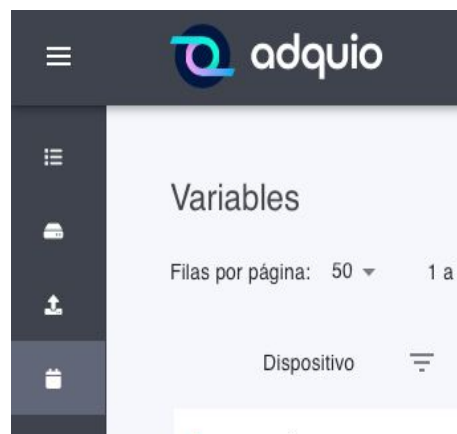 adquio
Variables
Filas por página: 50 1 a
Dispositivo